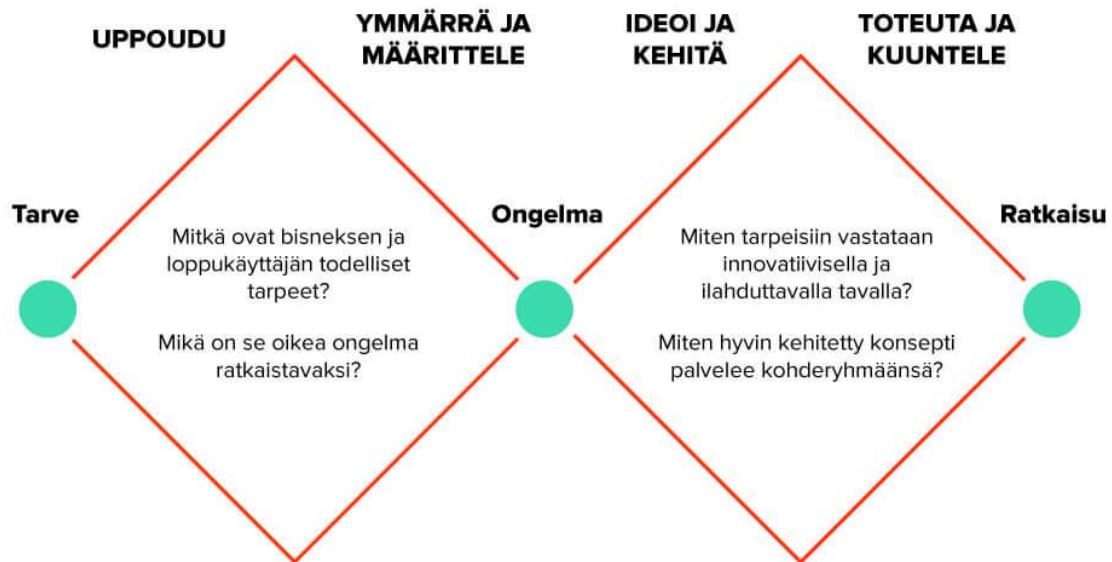 UPPOUDU
YMMÄRRÄ JA
MÄÄRITTELE
IDEOI JA
KEHITÄ
TOTEUTA JA
KUUNTELE
Tarve
Ongelma
Ratkaisu
Mitkä ovat bisneksen ja
loppukäyttäjän todelliset
tarpeet?
Mikä on se oikea ongelma
ratkaistavaksi?
Miten tarpeisiin vastataan
innovatiivisella ja
ilahduttavalla tavalla?
Miten hyvin kehitetty konsepti
palvelee kohderyhmäänsä?